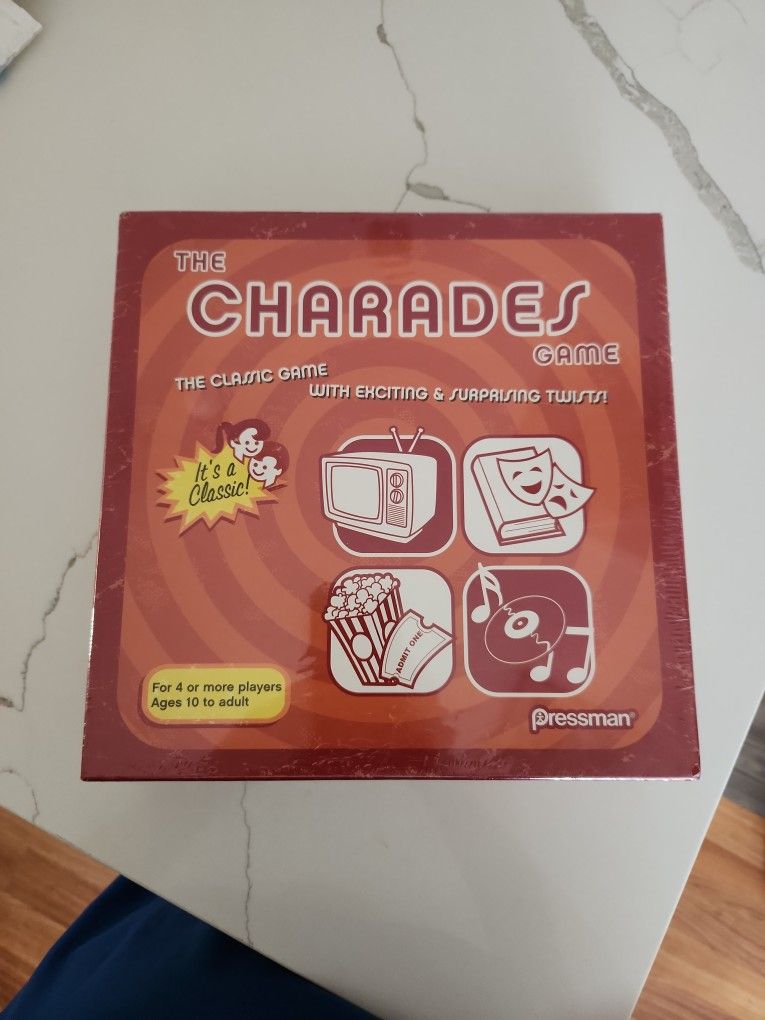 THE
CHARADES
GAME
THE CLASSIC GAME
WITH EXCITING & SURPRISING TWISTS!
It's a
Classic!
ADMIT ONE
For 4 or more players
Ages 10 to adult
Pressman®